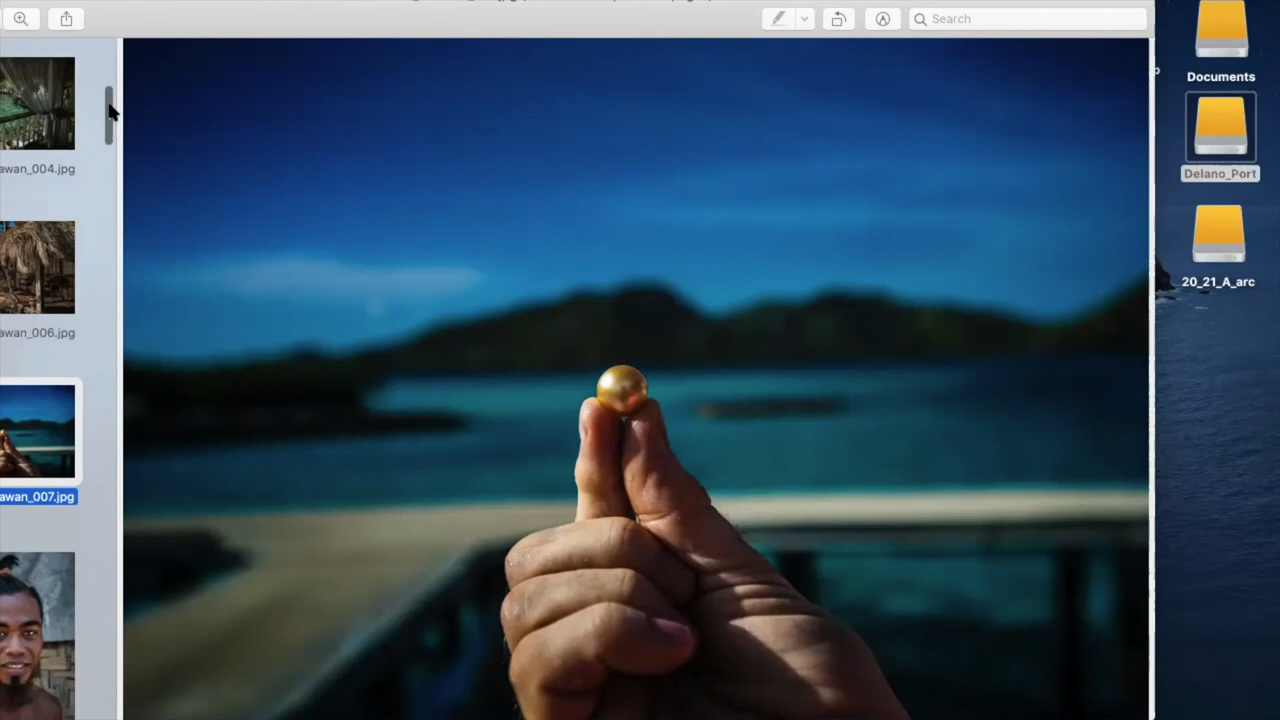 Search
Documents
Delano_Port
20_21_A_arc
awan_004.jpg
awan_006.jpg
awan_007.jpg